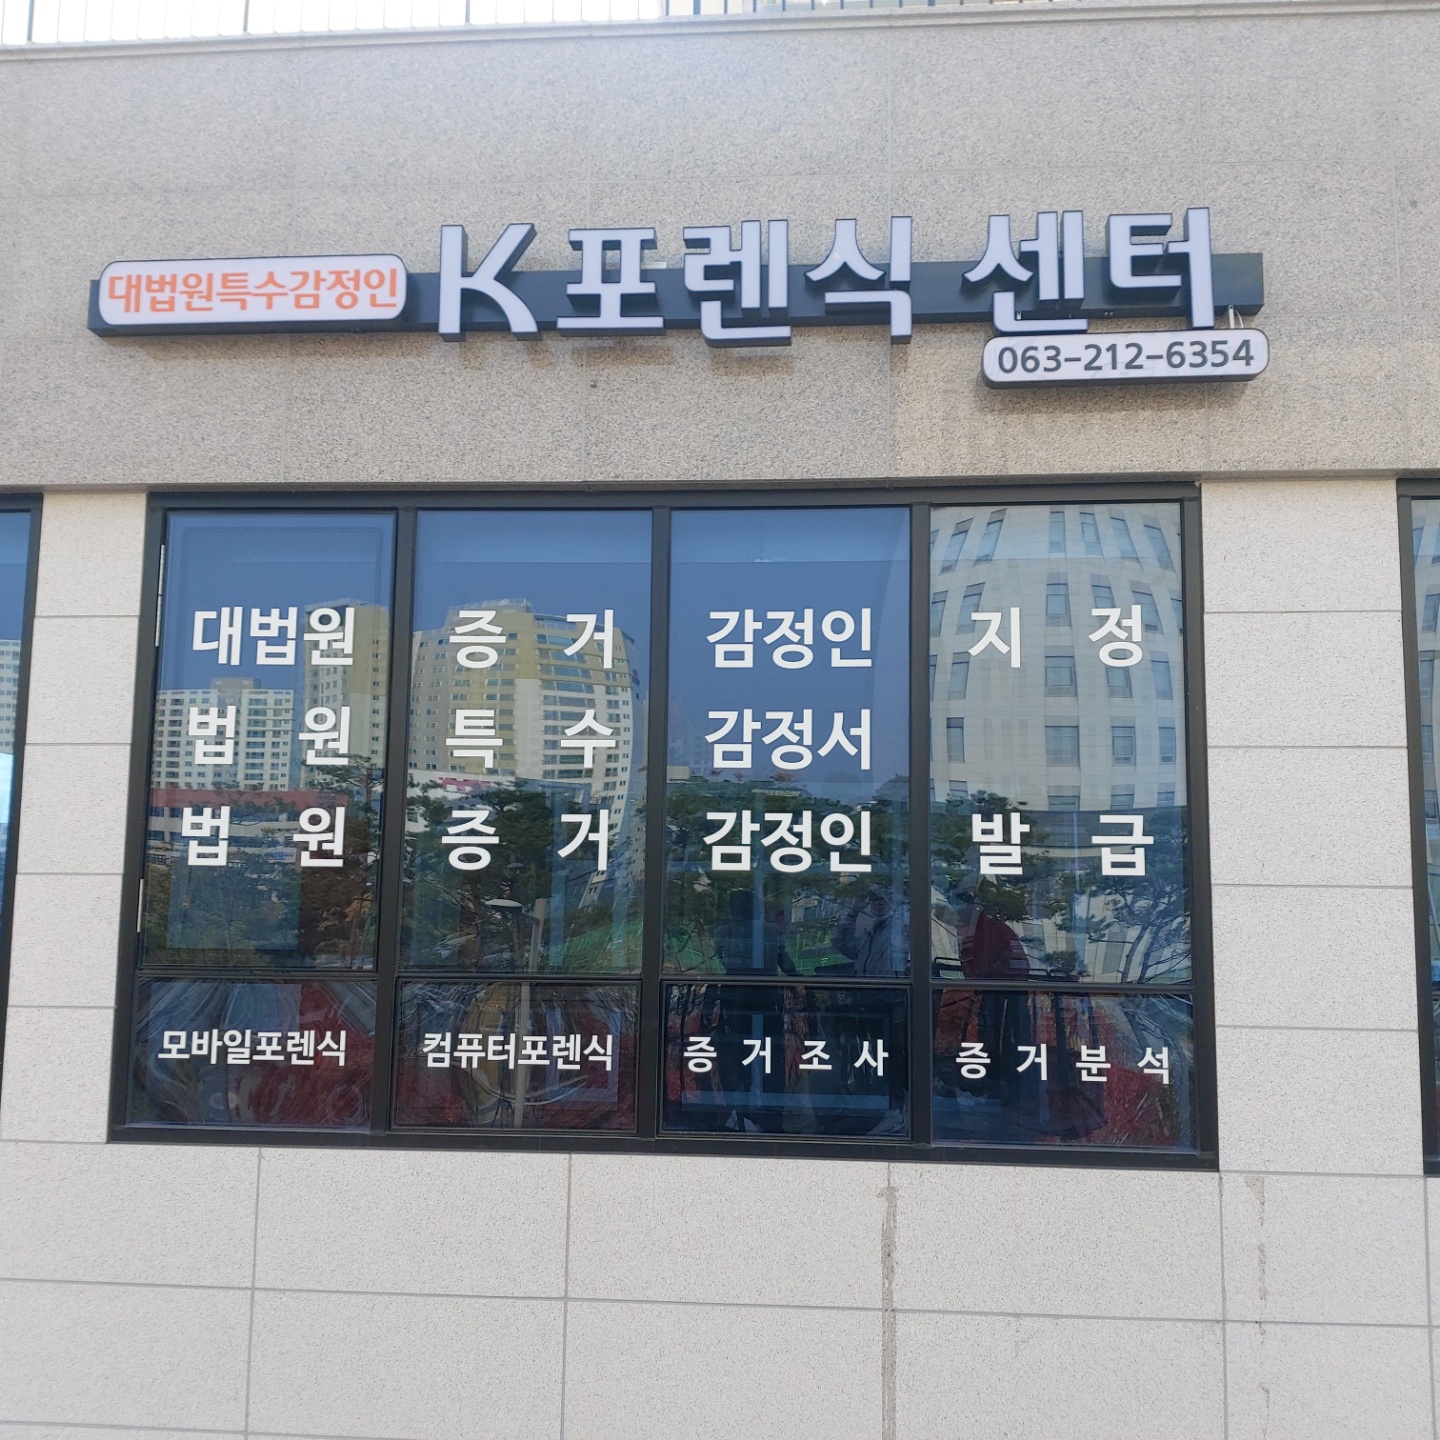 대법원특수감정인 K포렌식 센터
063-212-6354
대법원 증 거 감정인 지 정
법 원 특 수 감정서
법 원 증 거 감정인 발 급
모바일포렌식 컴퓨터포렌식 증 거 조 사 증 거 분 석